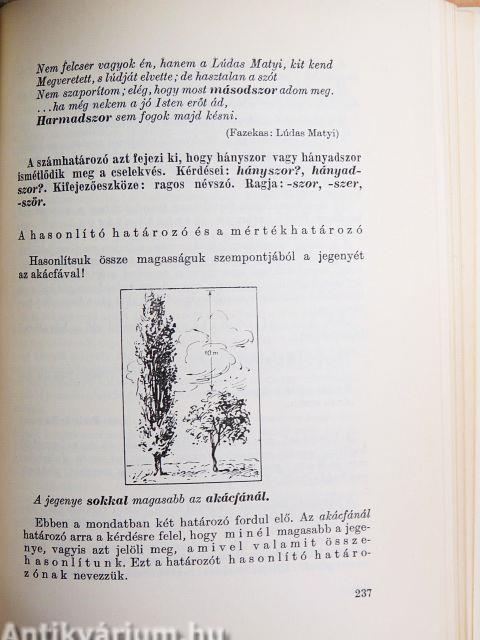 Nem felcser vagyok én, hanem a Lúdas Matyi, kit kend
Megveretett, s lúdját elvette; de hasztalan a szót
Nem szaporítom; elég, hogy most másodszor adom meg.
...ha még nekem a jó Isten erőt ád,
Harmadszor sem fogok majd késni.
(Fazekas: Lúdas Matyi)
A számhatározó azt fejezi ki, hogy hányszor vagy hányadszor
ismétlődik meg a cselekvés. Kérdései: hányszor?, hányad-
szor?. Kifejezőeszköze: ragos névszó. Ragja: -szor, -szer,
-ször.
A hasonlító határozó és a mértékhatározó
Hasonlítsuk össze magasságuk szempontjából a jegenyét
az akácfával!
10 m
A jegenye sokkal magasabb az akácfánál.
Ebben a mondatban két határozó fordul elő. Az akácfánál
határozó arra a kérdésre felel, hogy minél magasabb a jege-
nye, vagyis azt jelöli meg, amivel valamit össze-
hasonlítunk. Ezt a határozót hasonlító határo-
zónak nevezzük.
237
Antikvárium.hu